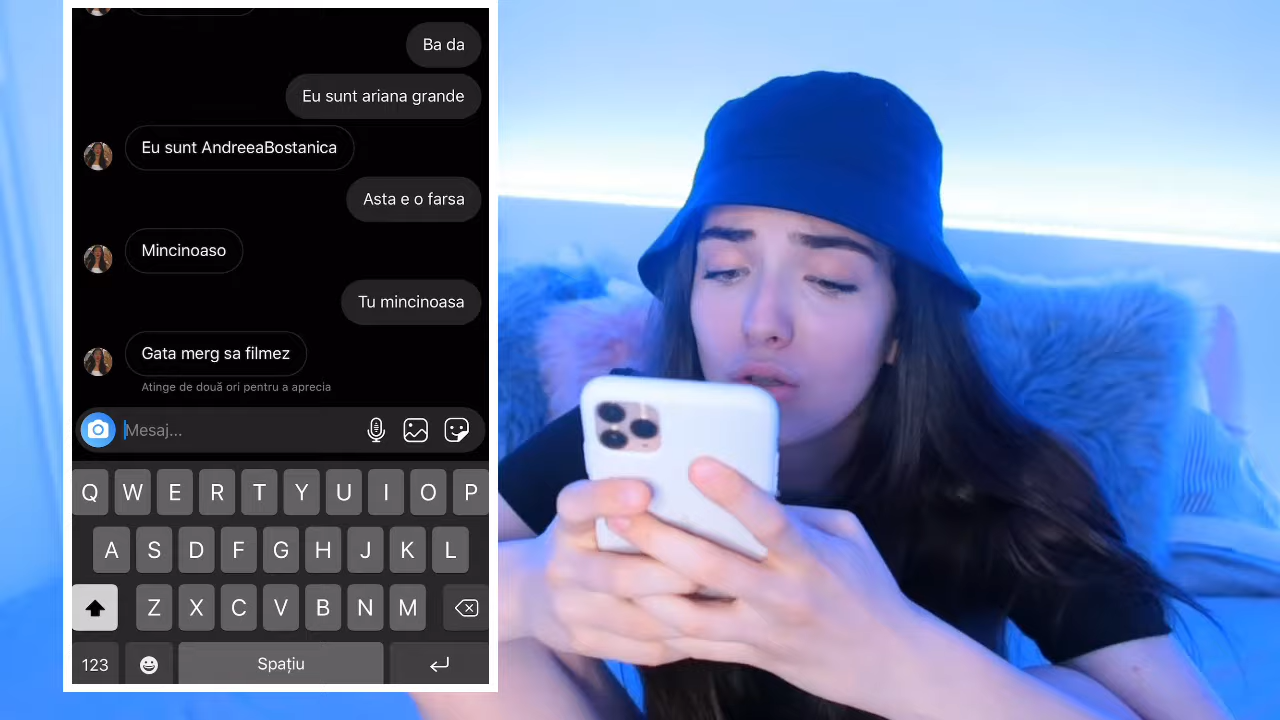 Ba da
Eu sunt ariana grande
Eu sunt AndreeaBostanica
Asta e o farsa
Mincinoaso
Tu mincinoasa
Gata merg sa filmez
Atinge de două ori pentru a aprecia
Mesaj...
Q W E R T Y U I O P
A S D F G H J K L
Z X C V B N M
123 Spațiu